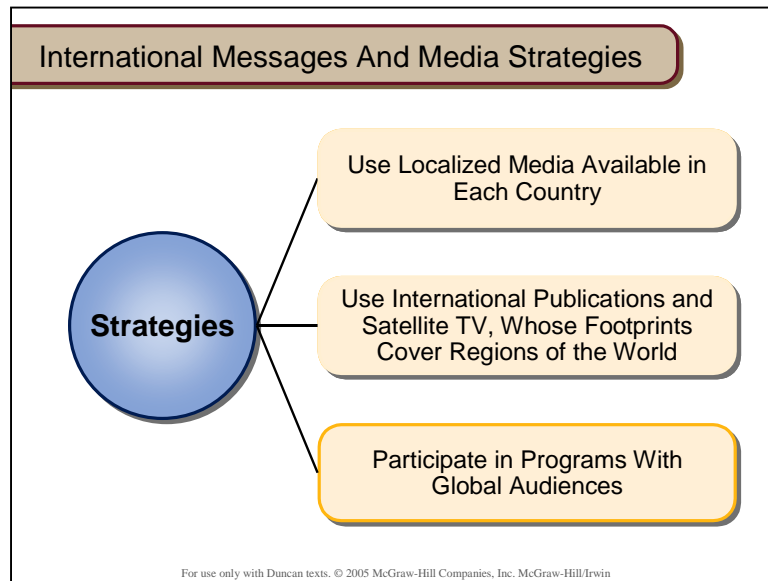 International Messages And Media Strategies
Use Localized Media Available in
Each Country
Strategies
Use International Publications and
Satellite TV, Whose Footprints
Cover Regions of the World
Participate in Programs With
Global Audiences
For use only with Duncan texts. © 2005 McGraw-Hill Companies, Inc. McGraw-Hill/Irwin